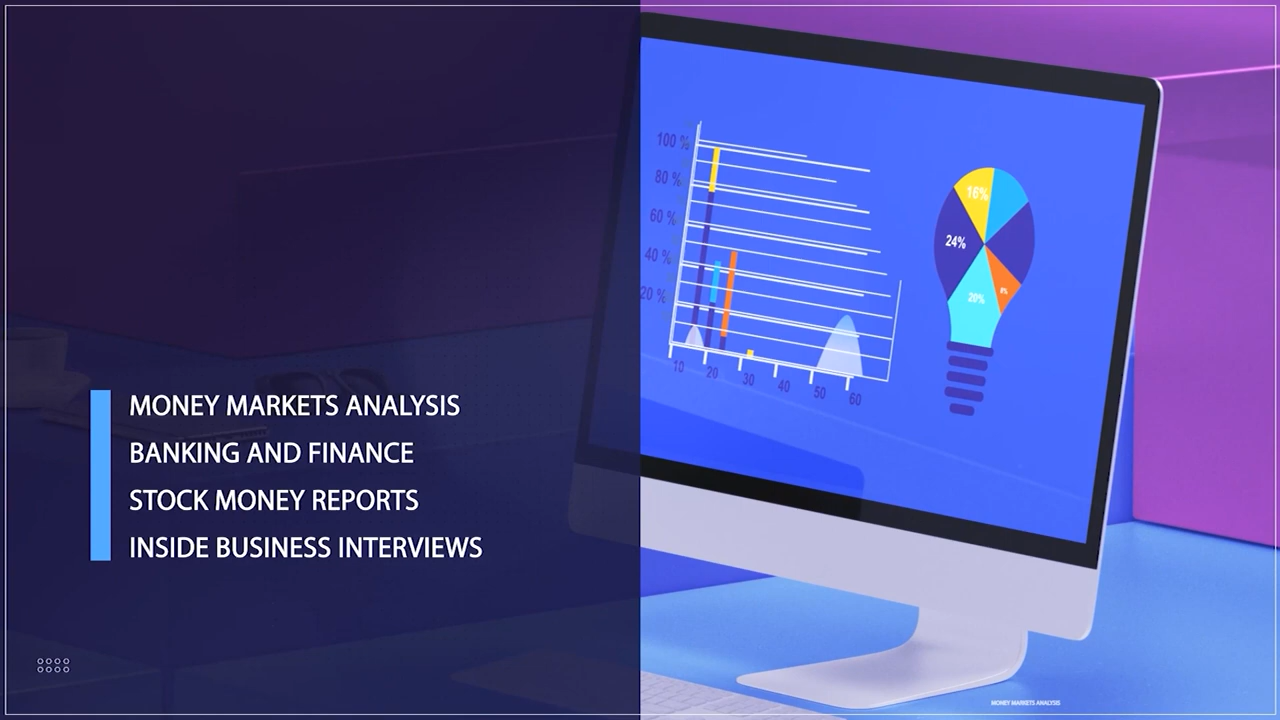 MONEY MARKETS ANALYSIS
BANKING AND FINANCE
STOCK MONEY REPORTS
INSIDE BUSINESS INTERVIEWS
100 %
80 %
60 %
40 %
20 %
10 20 30 40 50 60
16%
24%
20%
8%
MONEY MARKETS ANALYSIS